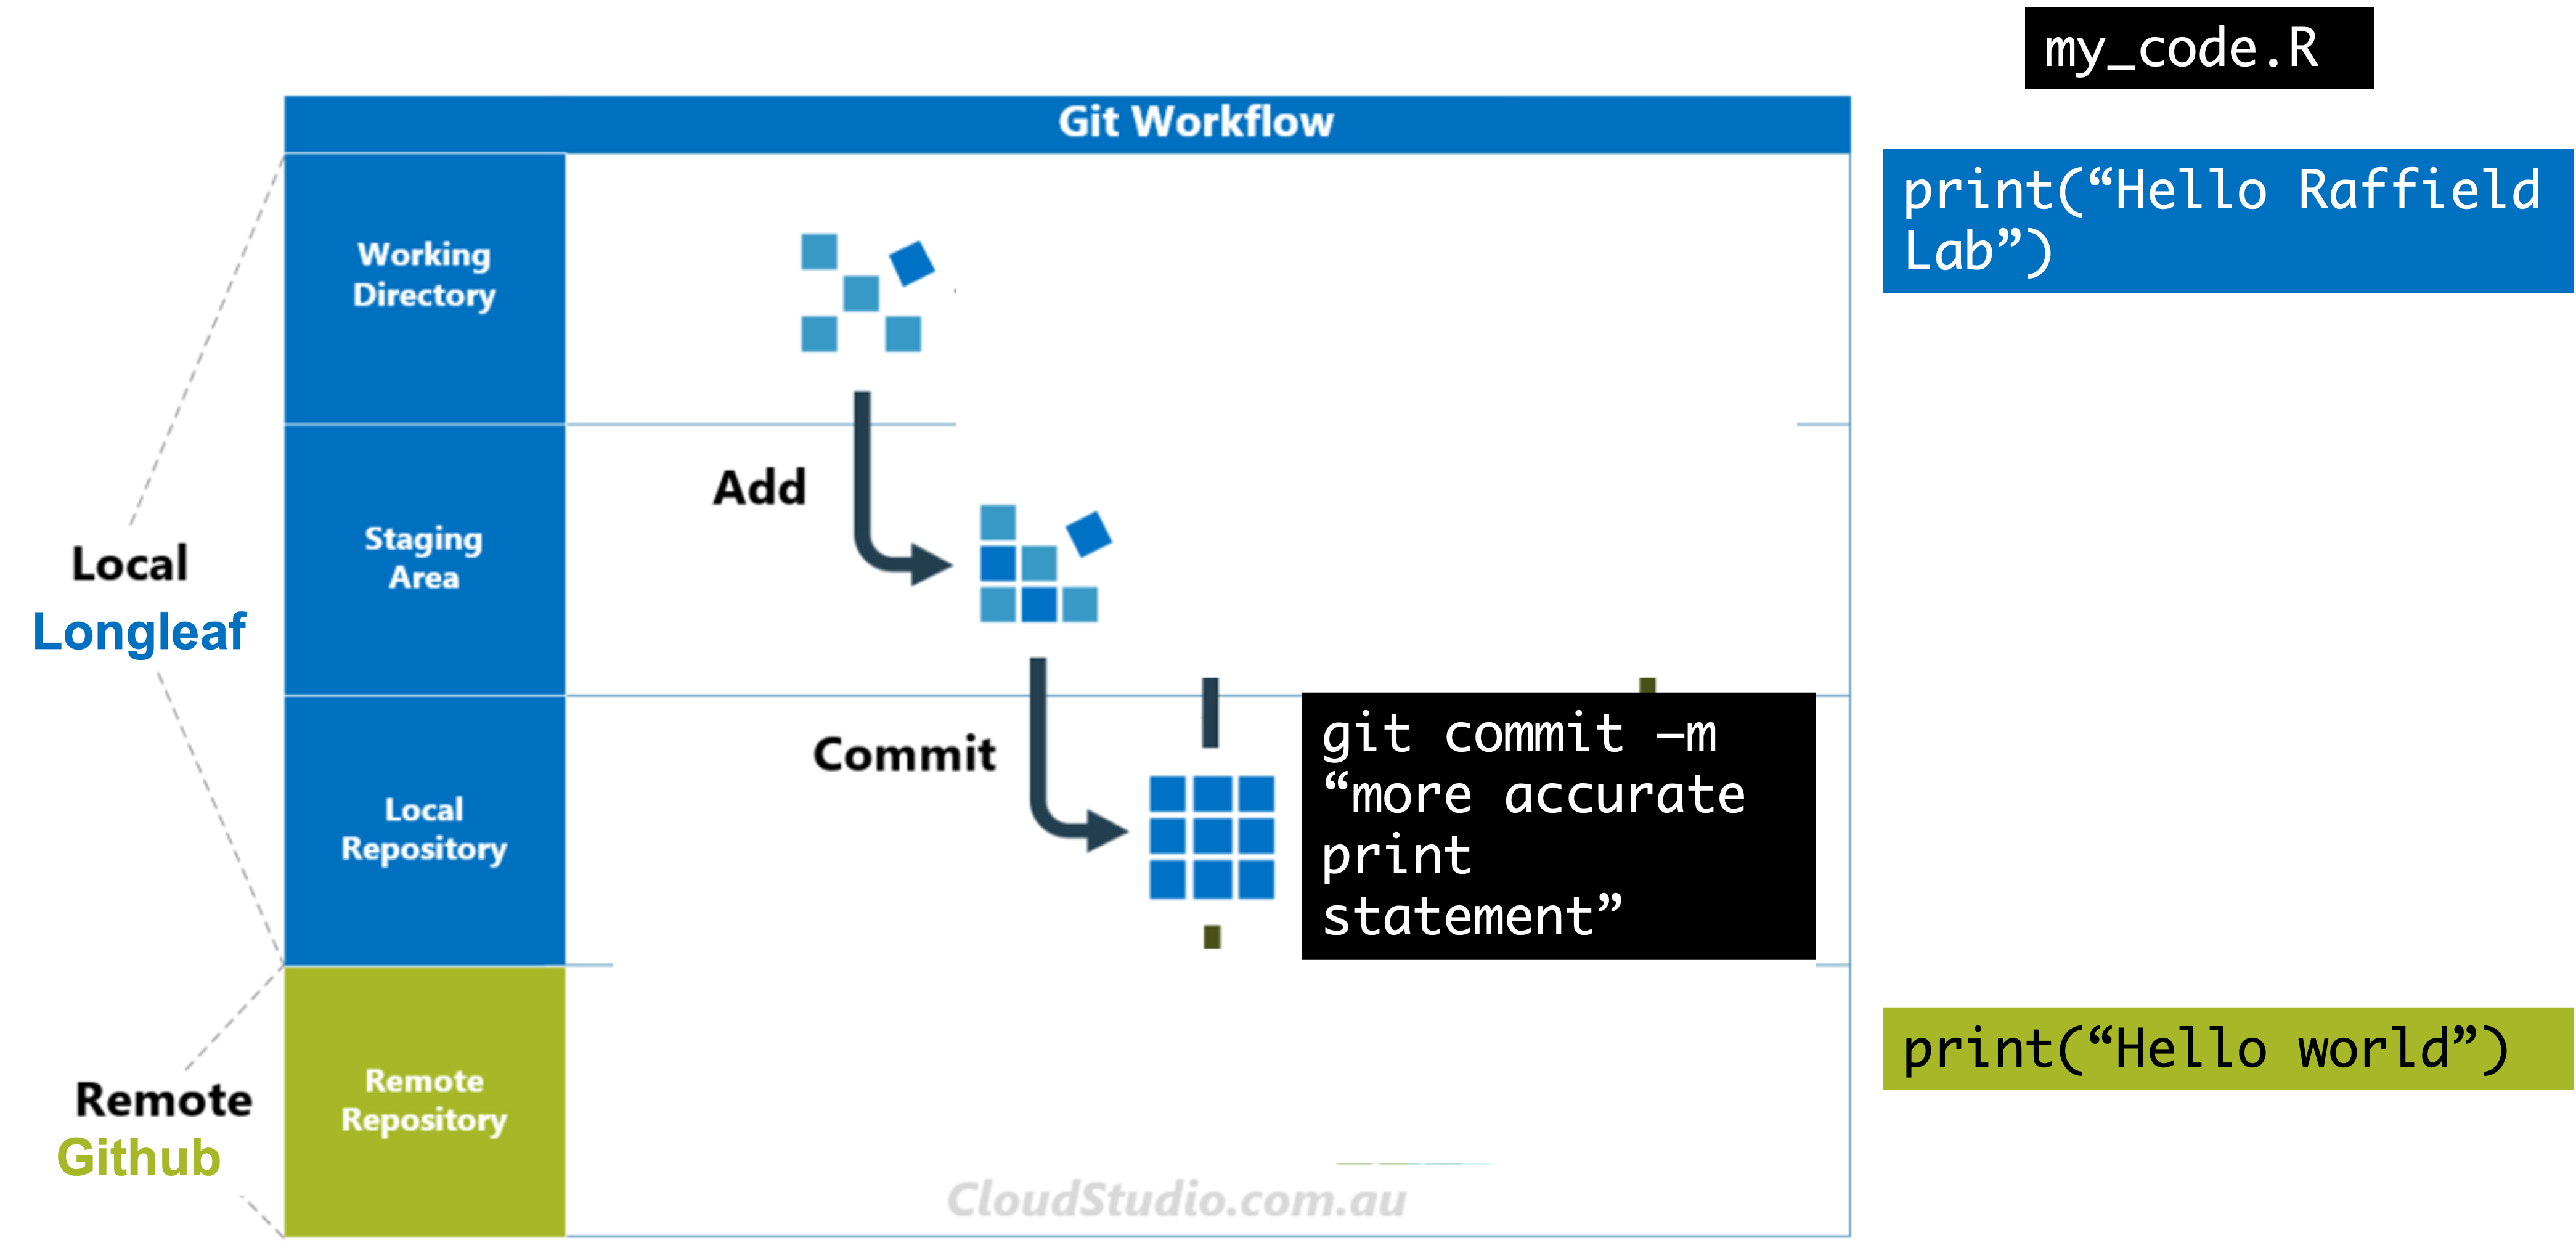 my_code.R
Git Workflow
print(“Hello Raffield
Lab”)
Working
Directory
Add
Staging
Area
Local
Longleaf
Commit
git commit –m
“more accurate
print
statement”
Local
Repository
print(“Hello world”)
Remote
Github
Remote
Repository
CloudStudio.com.au